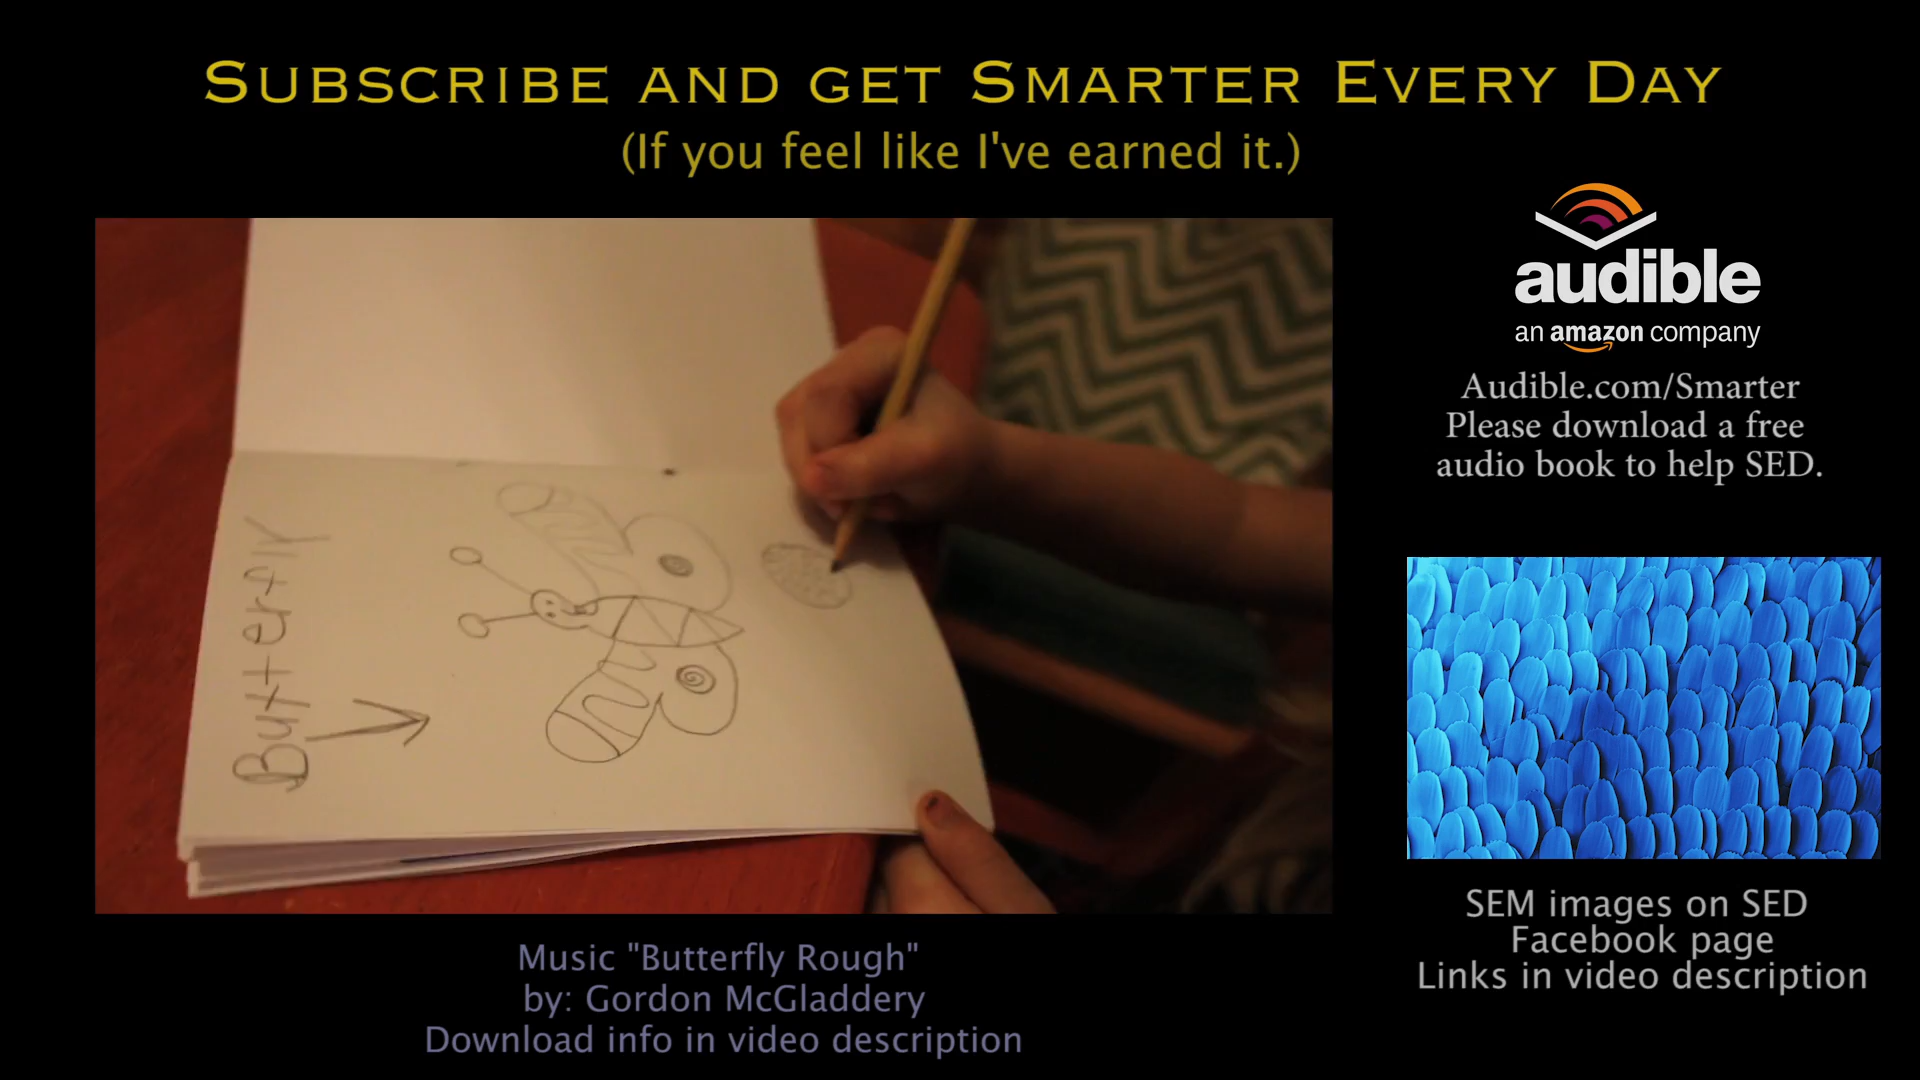 SUBSCRIBE AND GET SMARTER EVERY DAY
(If you feel like I've earned it.)
audible
an amazon company
Audible.com/Smarter
Please download a free
audio book to help SED.
Butterfly
SEM images on SED
Facebook page
Links in video description
Music "Butterfly Rough"
by: Gordon McGladdery
Download info in video description